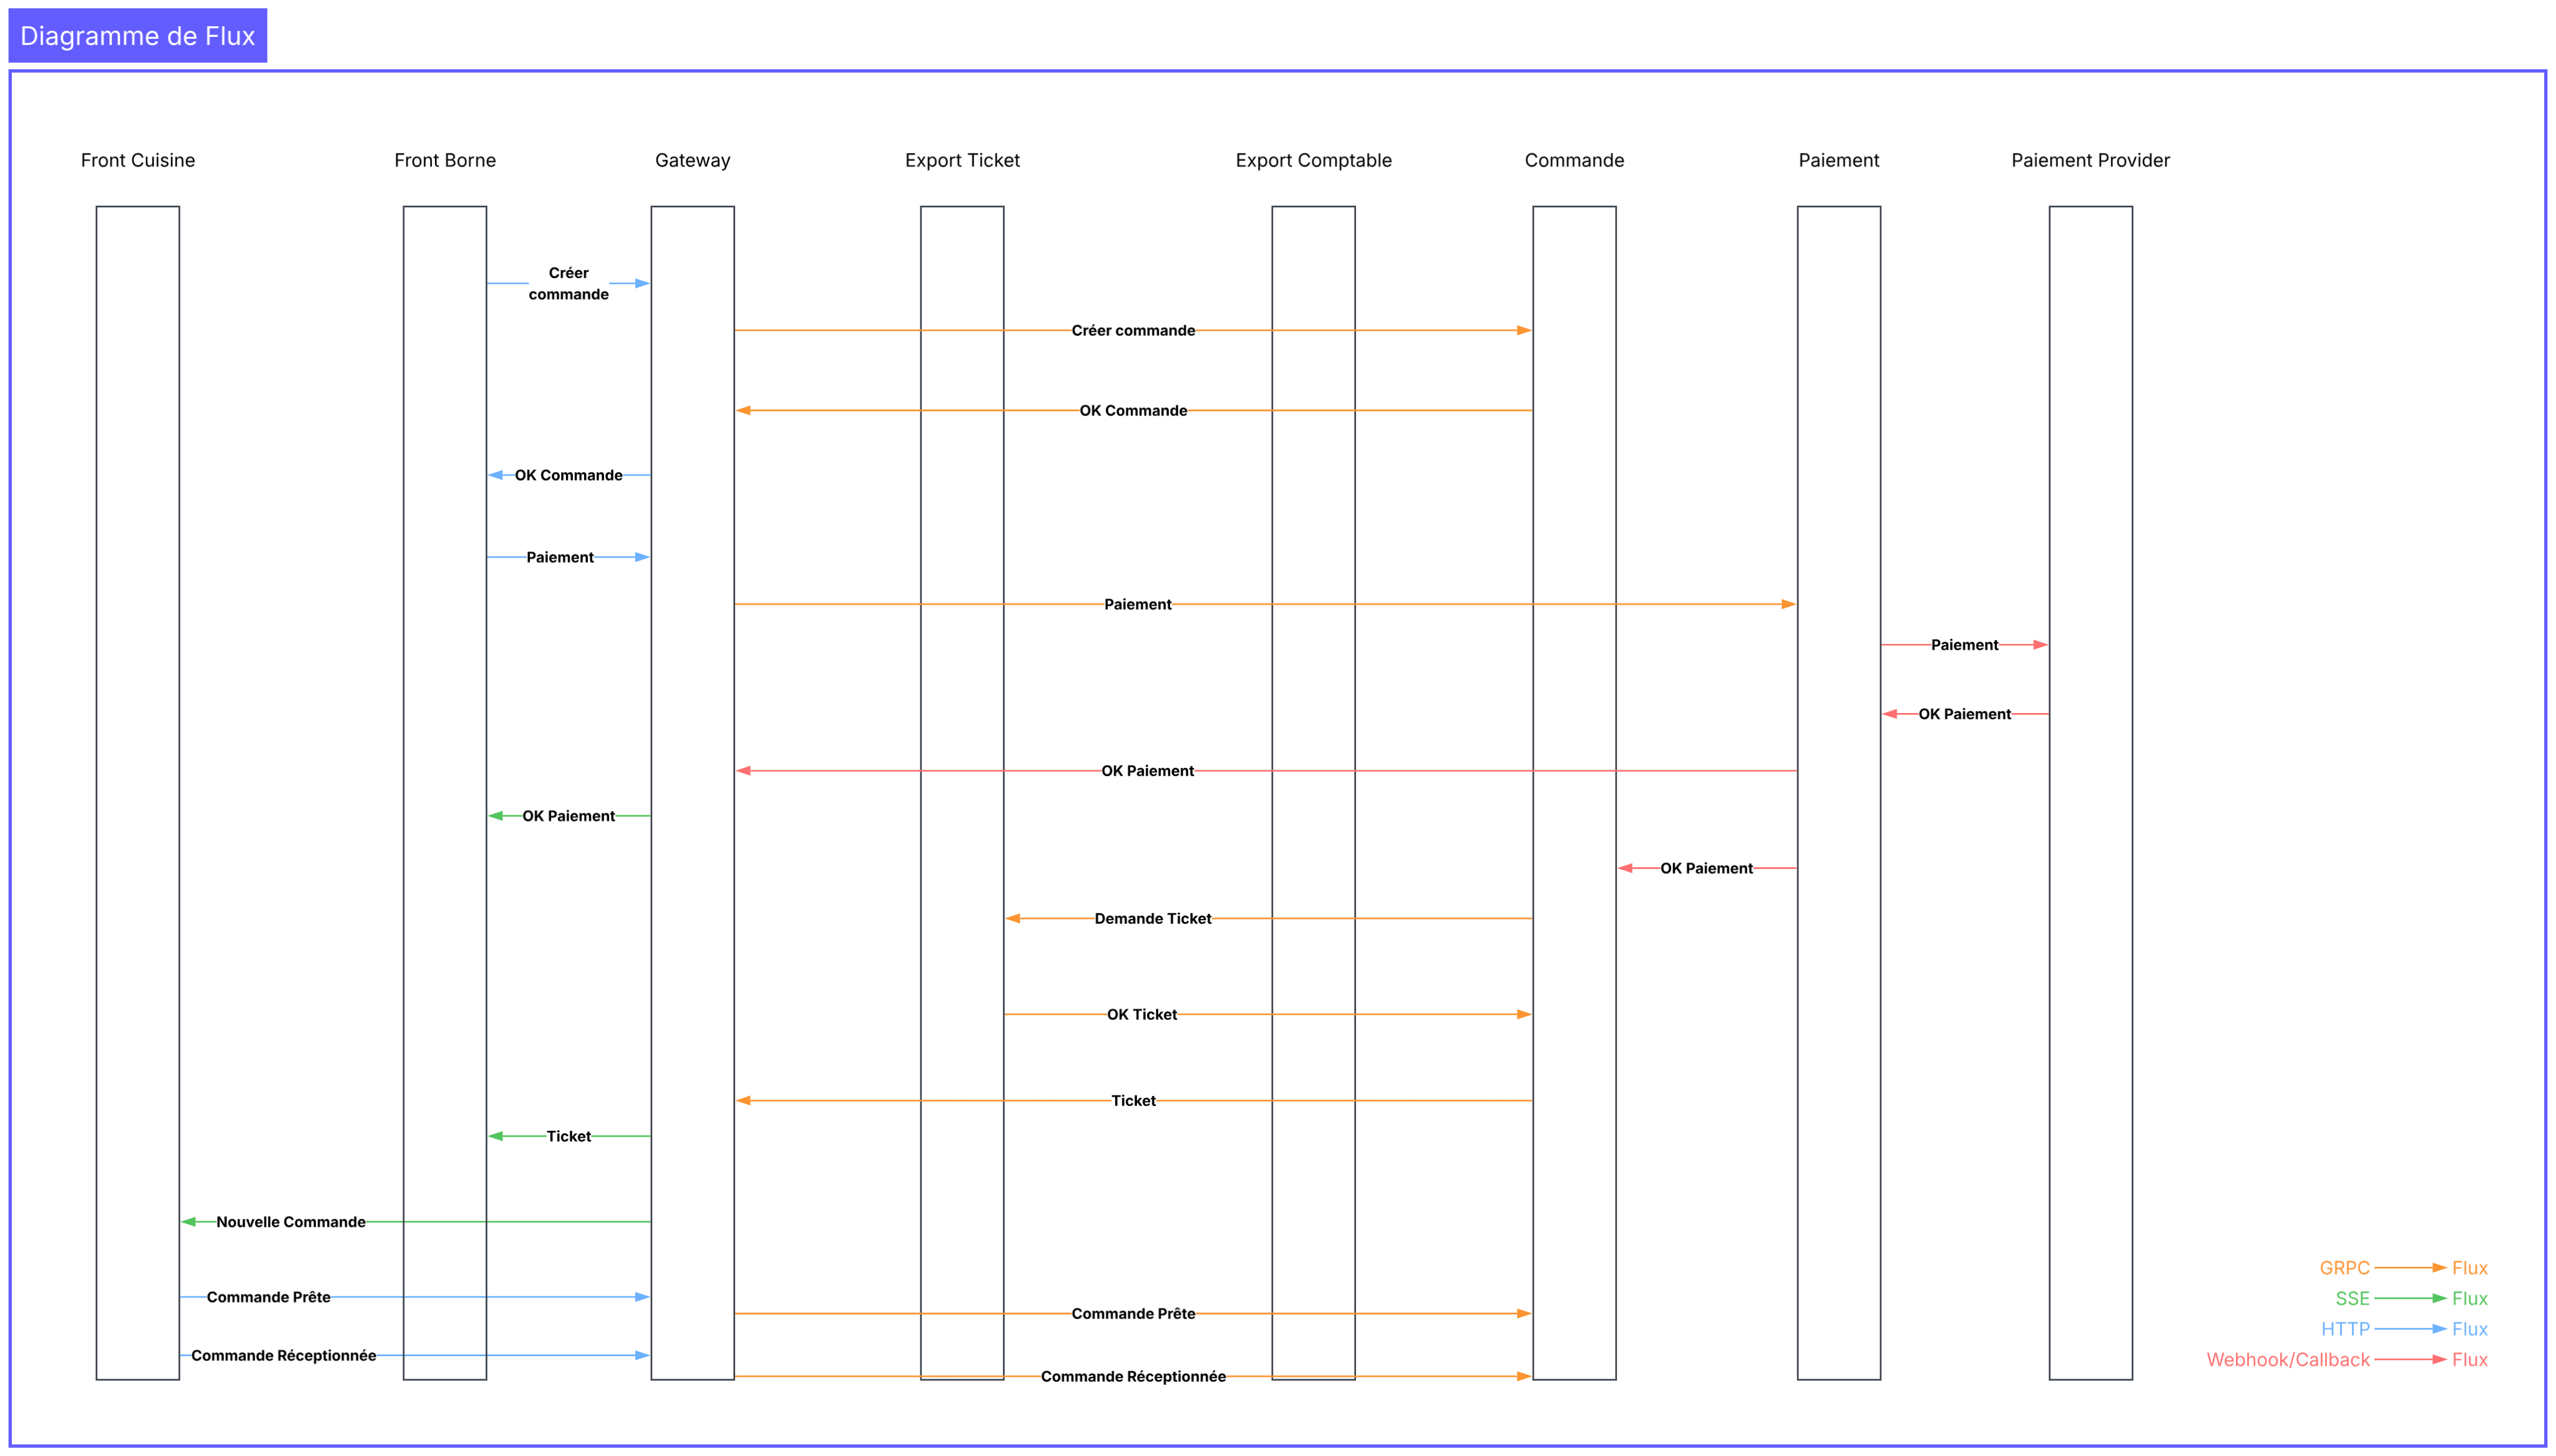 Diagramme de Flux
Front Cuisine
Front Borne
Gateway
Export Ticket
Export Comptable
Commande
Paiement
Paiement Provider
Créer
commande
Créer commande
OK Commande
OK Commande
Paiement
Paiement
Paiement
OK Paiement
OK Paiement
OK Paiement
OK Paiement
Demande Ticket
OK Ticket
Ticket
Ticket
Nouvelle Commande
Commande Prête
Commande Prête
Commande Réceptionnée
Commande Réceptionnée
GRPC Flux
SSE Flux
HTTP Flux
Webhook/Callback Flux